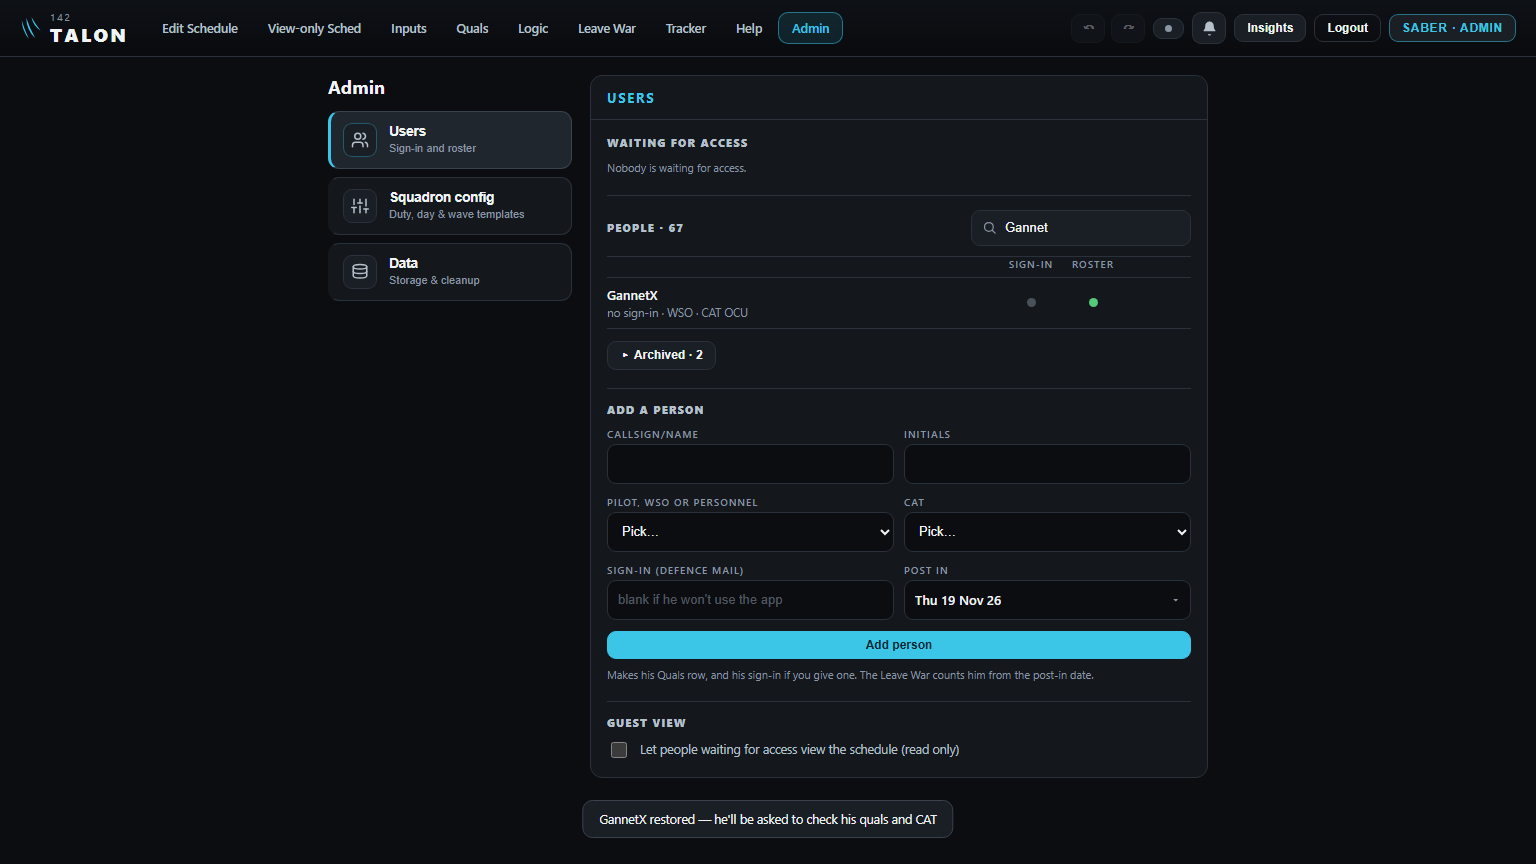 142
TALON
Edit Schedule
View-only Sched
Inputs
Quals
Logic
Leave War
Tracker
Help
Admin
Insights
Logout
SABER · ADMIN
Admin
Users
Sign-in and roster
Squadron config
Duty, day & wave templates
Data
Storage & cleanup
USERS
WAITING FOR ACCESS
Nobody is waiting for access.
PEOPLE · 67
Gannet
SIGN-IN ROSTER
GannetX
no sign-in · WSO · CAT OCU
▸ Archived · 2
ADD A PERSON
CALLSIGN/NAME
INITIALS
PILOT, WSO OR PERSONNEL
CAT
Pick...
Pick...
SIGN-IN (DEFENCE MAIL)
POST IN
blank if he won't use the app
Thu 19 Nov 26
Add person
Makes his Quals row, and his sign-in if you give one. The Leave War counts him from the post-in date.
GUEST VIEW
Let people waiting for access view the schedule (read only)
GannetX restored — he'll be asked to check his quals and CAT